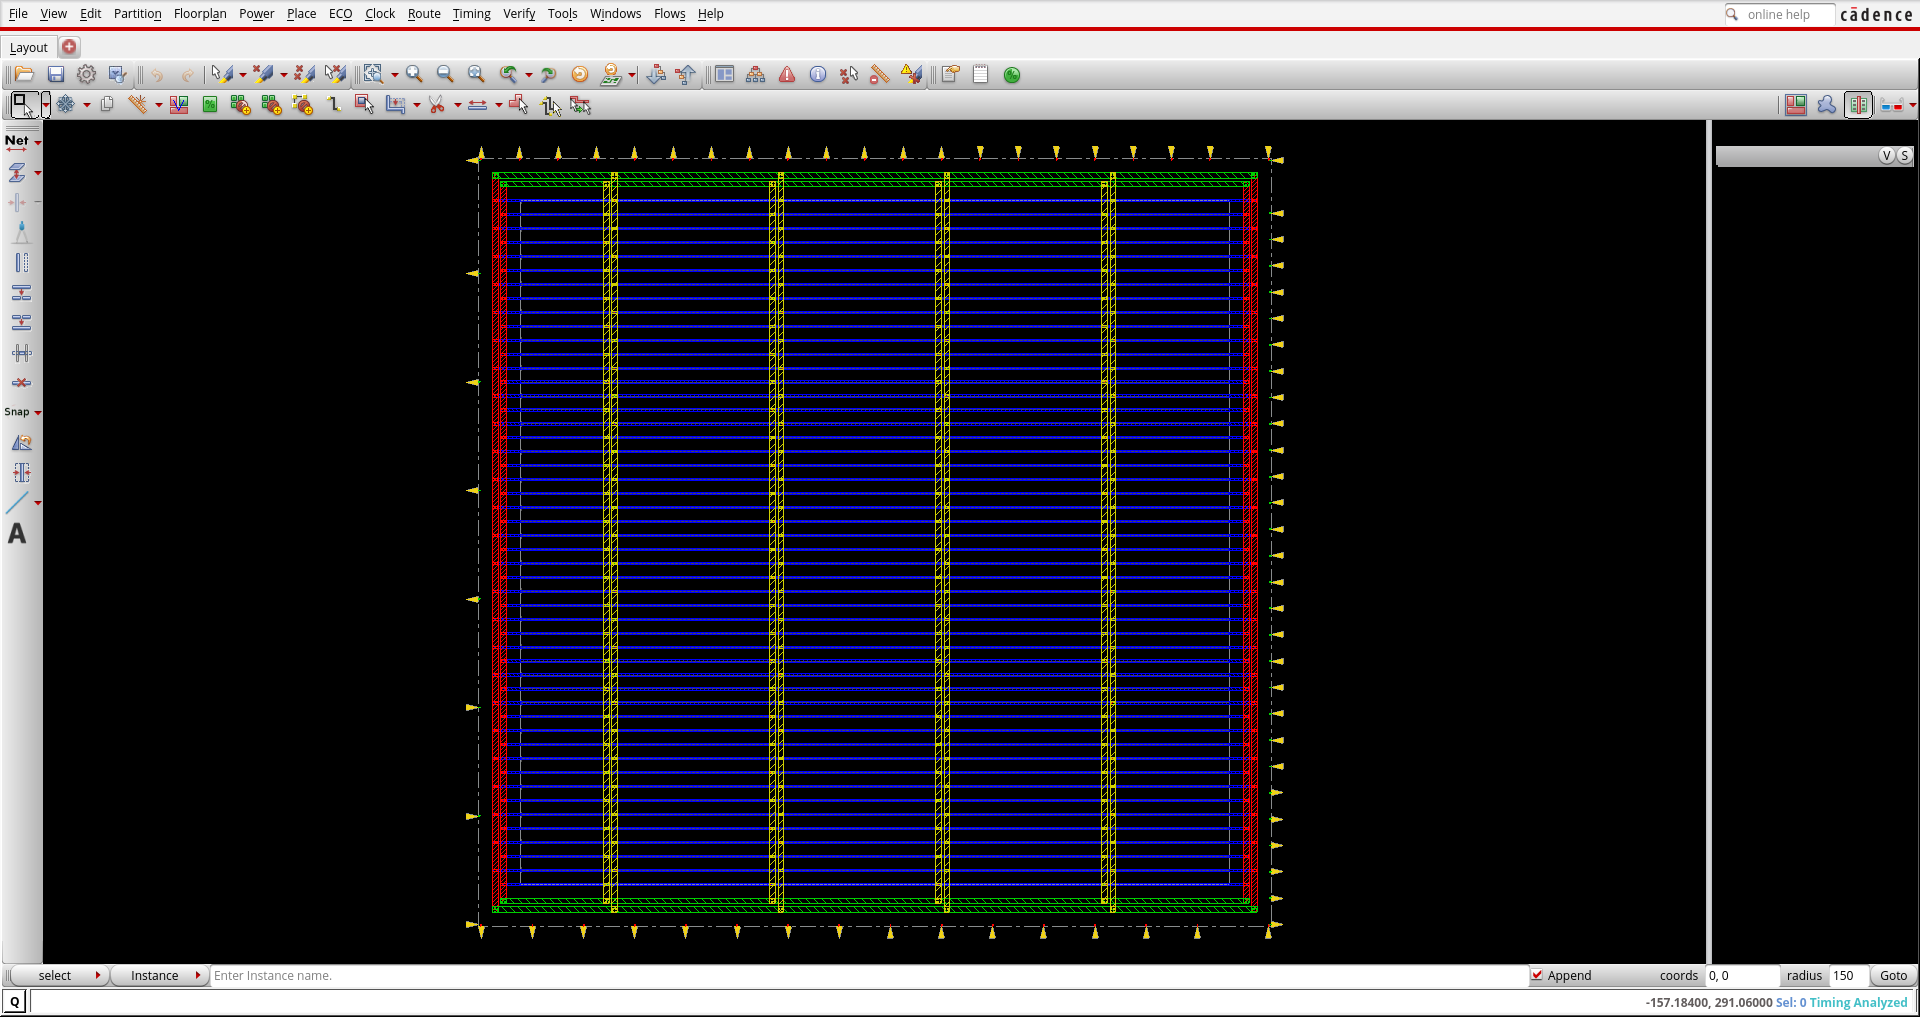 File View Edit Partition Floorplan Power Place ECO Clock Route Timing Verify Tools Windows Flows Help online help cādence
Layout
Net
V S
Snap
A
select Instance Enter Instance name. Append coords 0, 0 radius 150 Goto
Q -157.18400, 291.06000 Sel: 0 Timing Analyzed